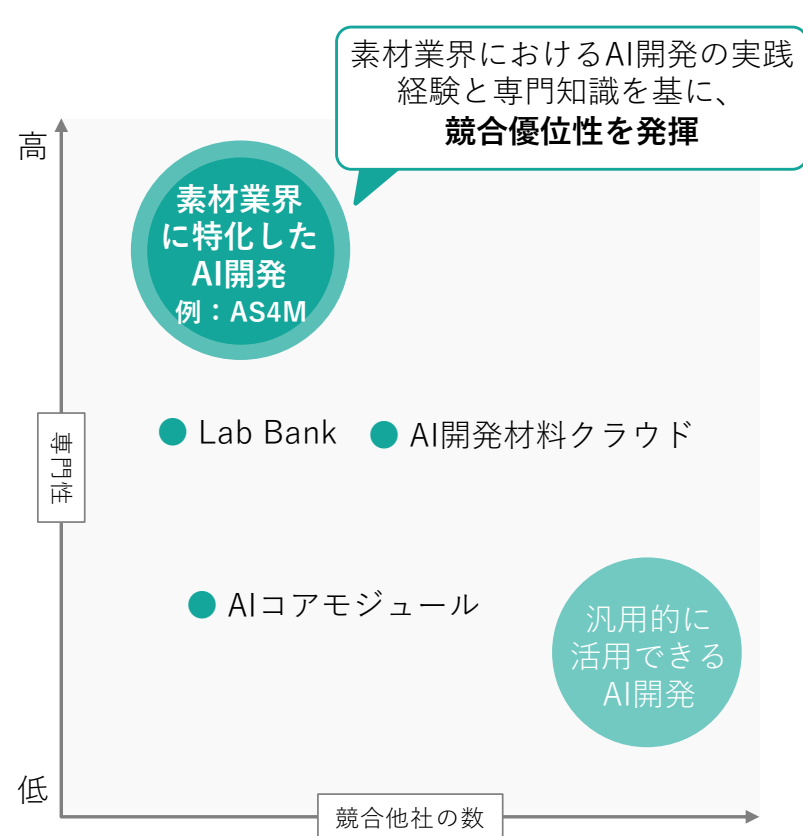 素材業界におけるAI開発の実践
経験と専門知識を基に、
競合優位性を発揮
高
素材業界
に特化した
AI開発
例：AS4M
Lab Bank
AI開発材料クラウド
専門性
AIコアモジュール
汎用的に
活用できる
AI開発
低
競合他社の数